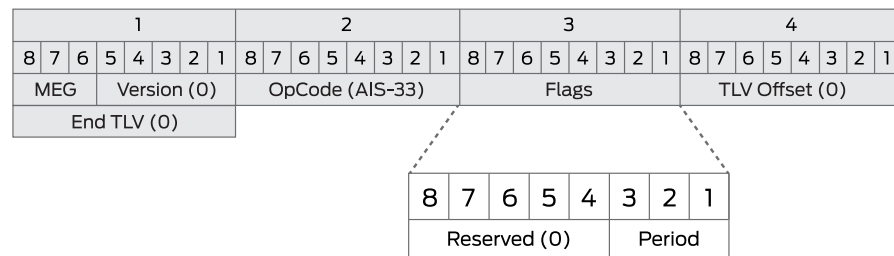 1 2 3 4
8 7 6 5 4 3 2 1 8 7 6 5 4 3 2 1 8 7 6 5 4 3 2 1 8 7 6 5 4 3 2 1
MEG Version (0) OpCode (AIS-33) Flags TLV Offset (0)
End TLV (0)
8 7 6 5 4 3 2 1
Reserved (0) Period